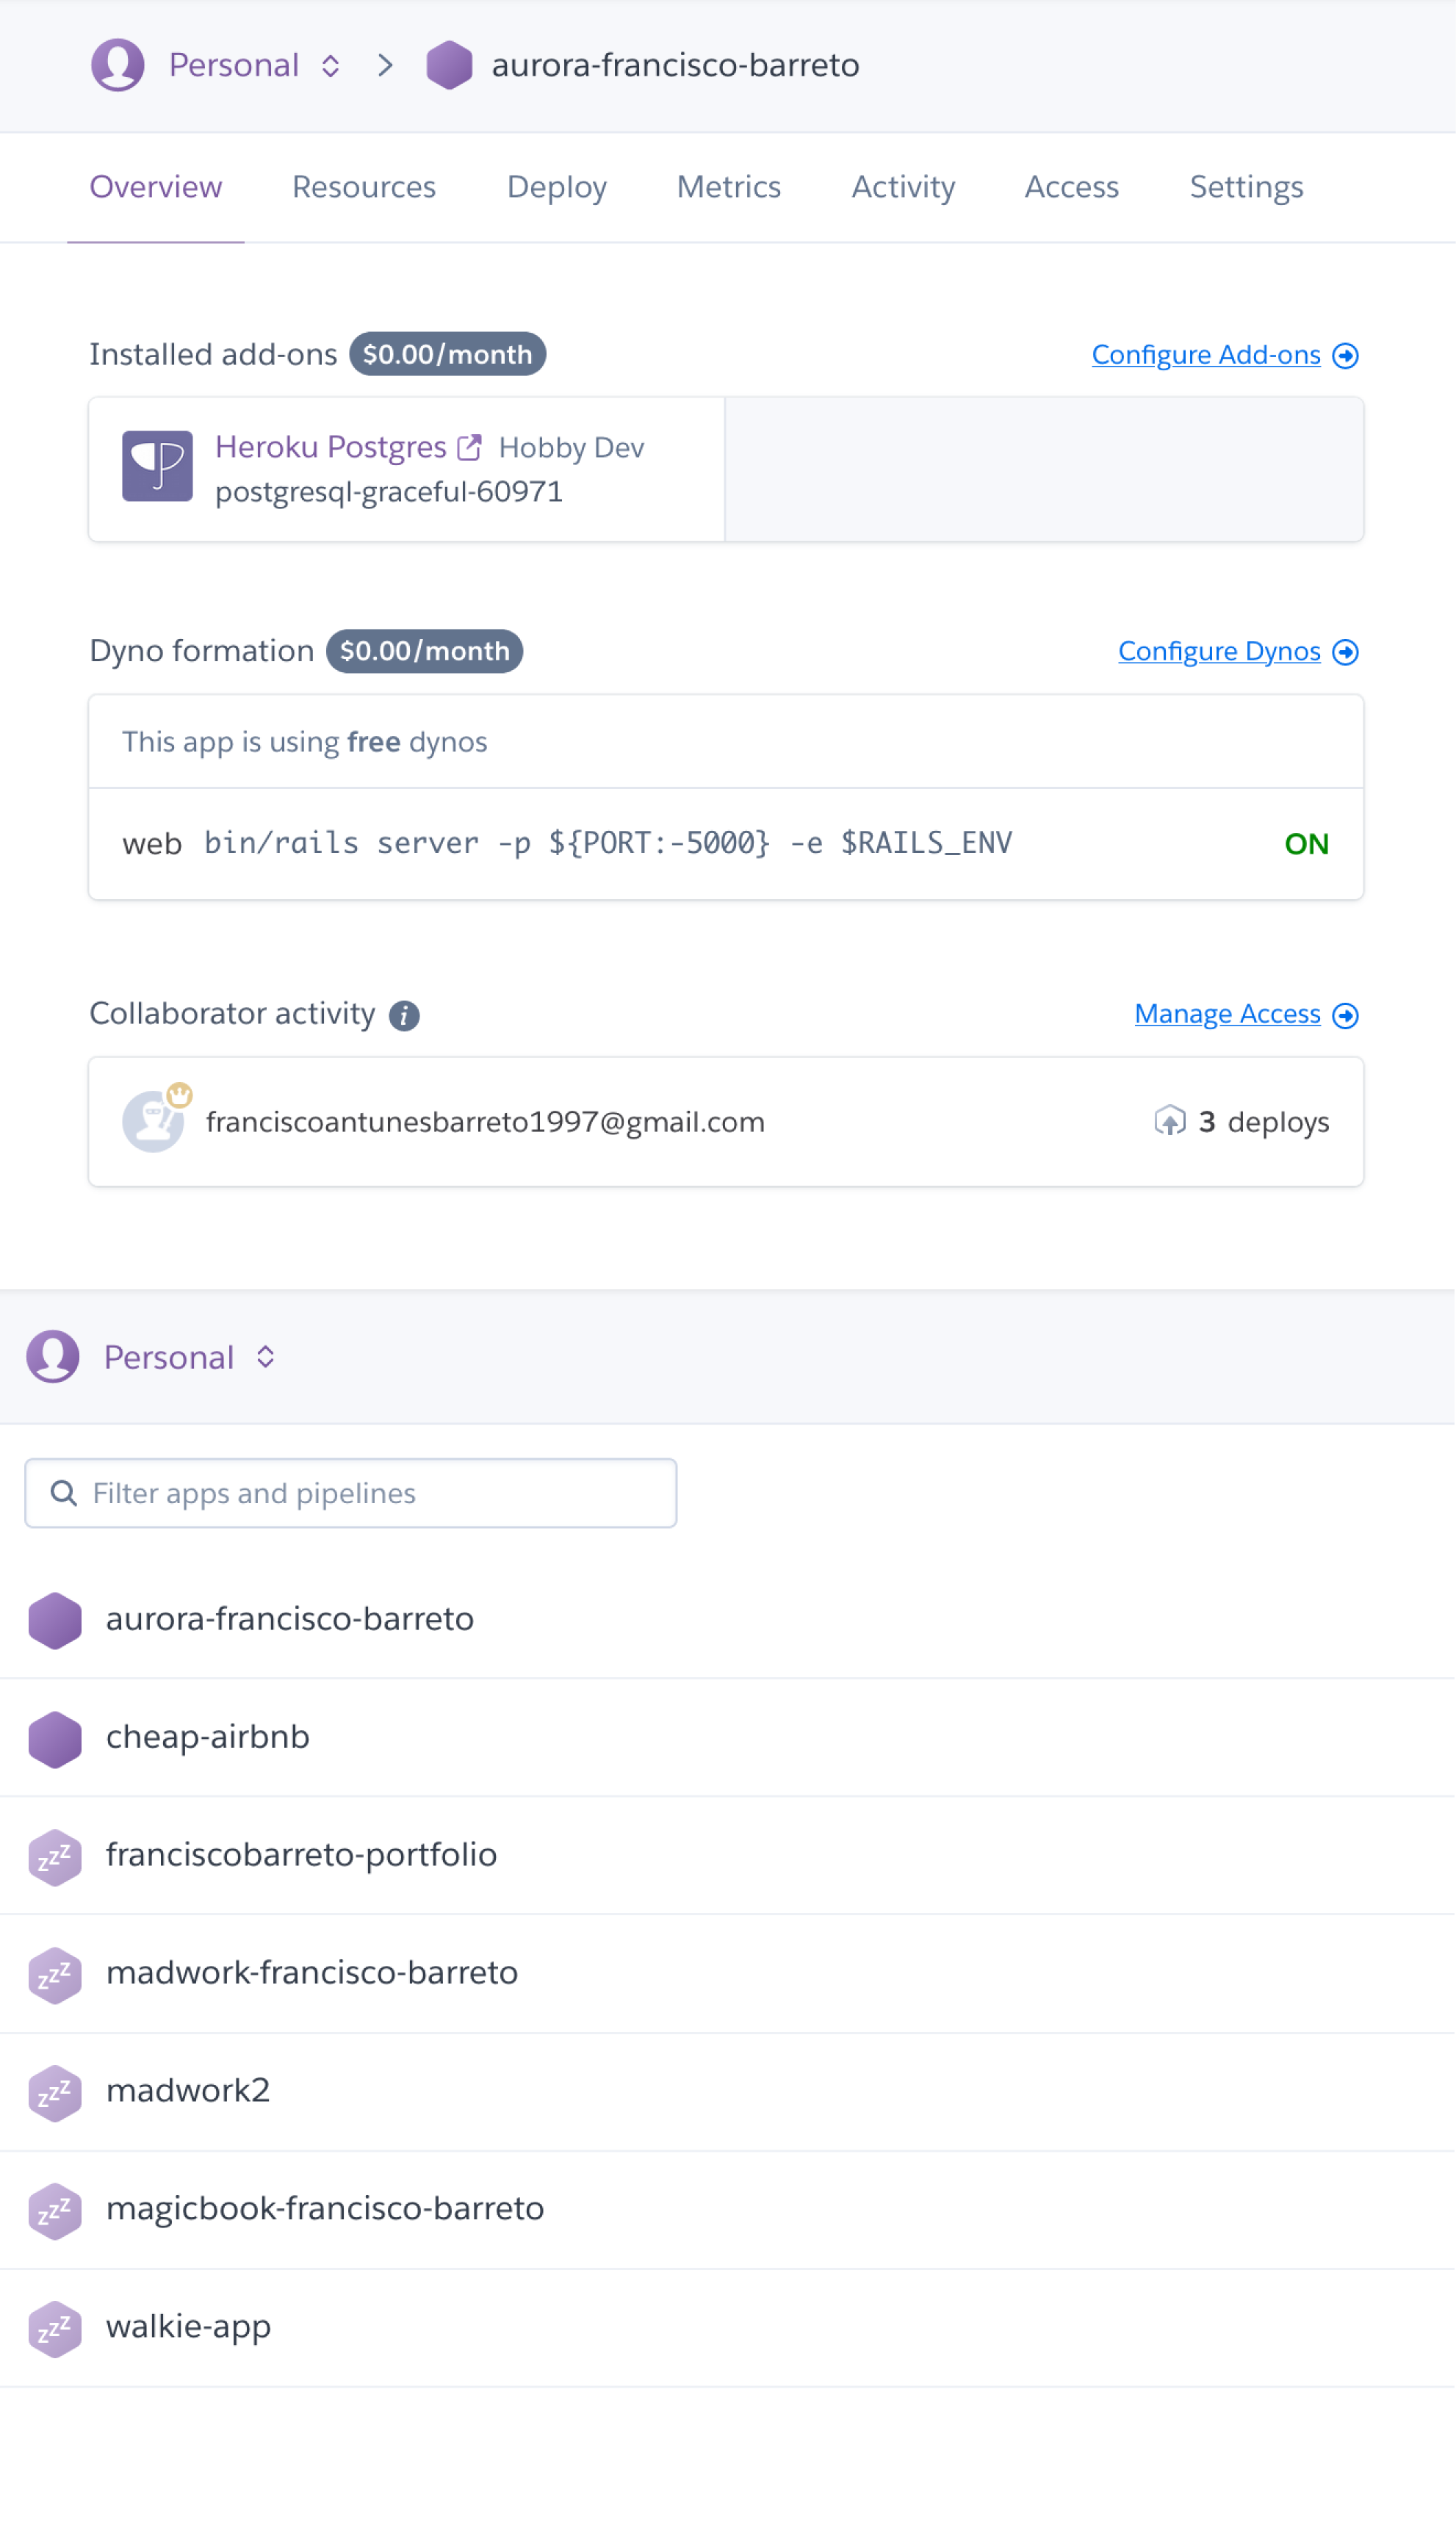 Personal > aurora-francisco-barreto
Overview Resources Deploy Metrics Activity Access Settings
Installed add-ons $0.00/month Configure Add-ons
Heroku Postgres Hobby Dev
postgresql-graceful-60971
Dyno formation $0.00/month Configure Dynos
This app is using free dynos
web bin/rails server -p ${PORT:-5000} -e $RAILS_ENV ON
Collaborator activity i Manage Access
franciscoantunesbarreto1997@gmail.com 3 deploys
Personal
Filter apps and pipelines
aurora-francisco-barreto
cheap-airbnb
zzz franciscobarreto-portfolio
zzz madwork-francisco-barreto
zzz madwork2
zzz magicbook-francisco-barreto
zzz walkie-app